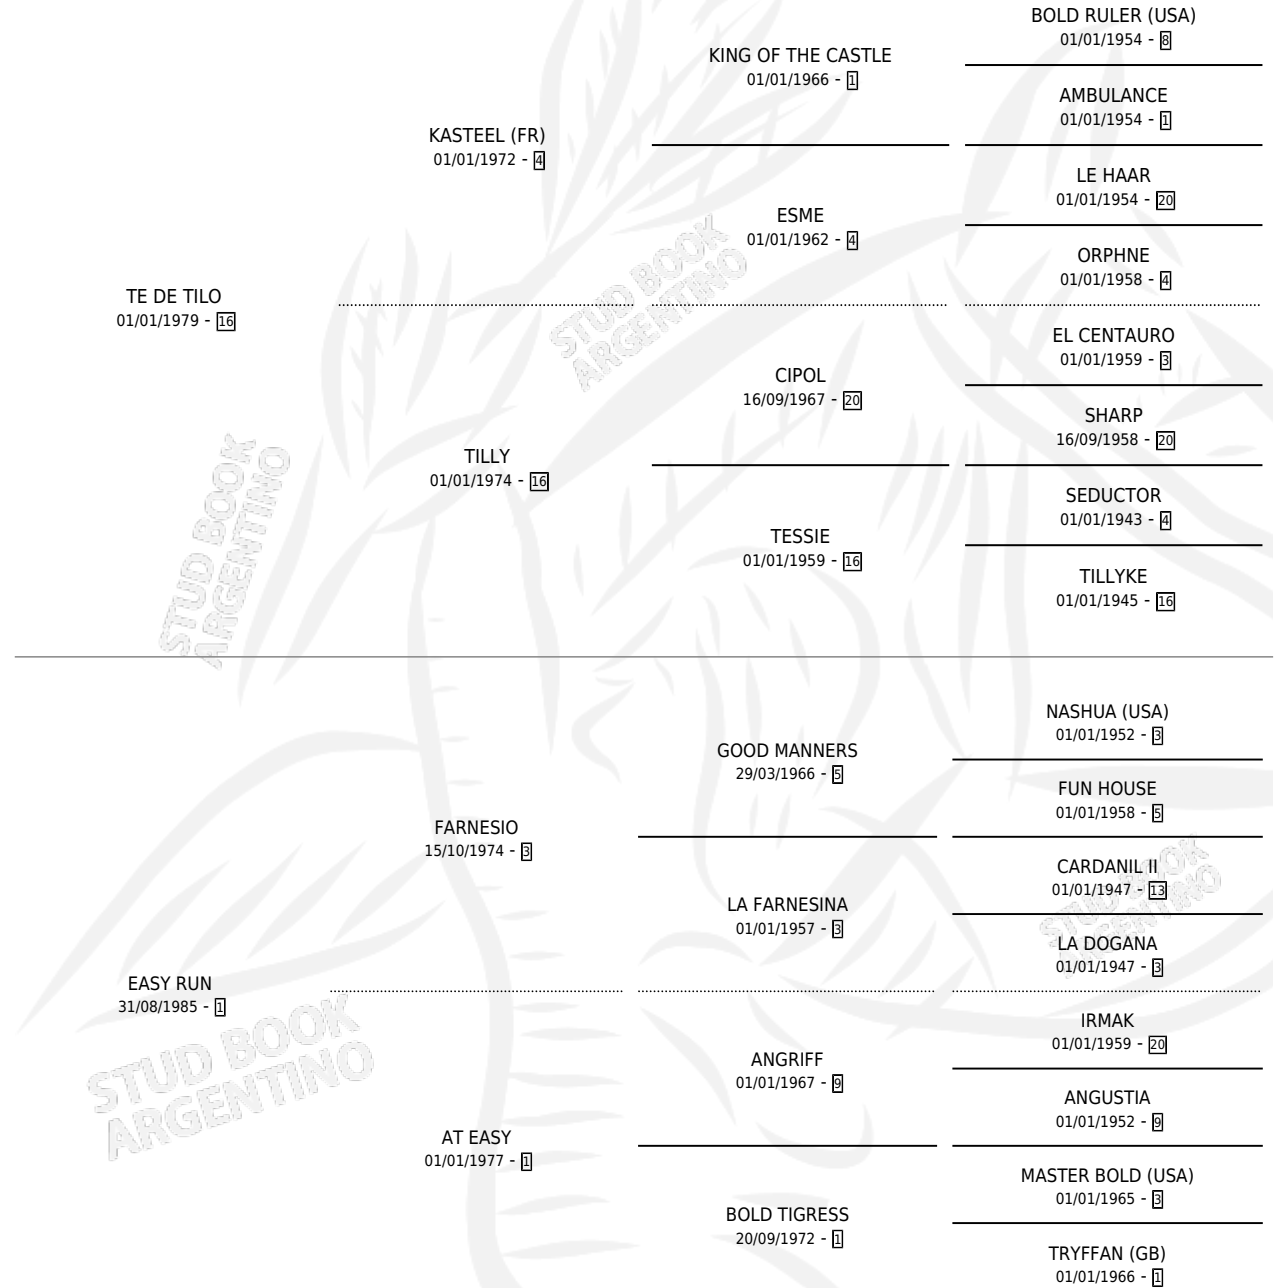 BOLD RULER (USA)
01/01/1954 - 8
KING OF THE CASTLE
01/01/1966 - 1
AMBULANCE
01/01/1954 - 1
KASTEEL (FR)
01/01/1972 - 4
LE HAAR
01/01/1954 - 20
ESME
01/01/1962 - 4
ORPHNE
01/01/1958 - 4
TE DE TILO
01/01/1979 - 16
EL CENTAURO
01/01/1959 - 3
CIPOL
16/09/1967 - 20
SHARP
16/09/1958 - 20
TILLY
01/01/1974 - 16
SEDUCTOR
01/01/1943 - 4
TESSIE
01/01/1959 - 16
TILLYKE
01/01/1945 - 16
NASHUA (USA)
01/01/1952 - 3
GOOD MANNERS
29/03/1966 - 5
FUN HOUSE
01/01/1958 - 5
FARNESIO
15/10/1974 - 3
CARDANIL II
01/01/1947 - 13
LA FARNESINA
01/01/1957 - 3
LA DOGANA
01/01/1947 - 3
EASY RUN
31/08/1985 - 1
IRMAK
01/01/1959 - 20
ANGRIFF
01/01/1967 - 9
ANGUSTIA
01/01/1952 - 9
AT EASY
01/01/1977 - 1
MASTER BOLD (USA)
01/01/1965 - 3
BOLD TIGRESS
20/09/1972 - 1
TRYFFAN (GB)
01/01/1966 - 1
STUD BOOK
ARGENTINO
STUD BOOK
ARGENTINO
STUD BOOK
ARGENTINO
STUD BOOK
ARGENTINO